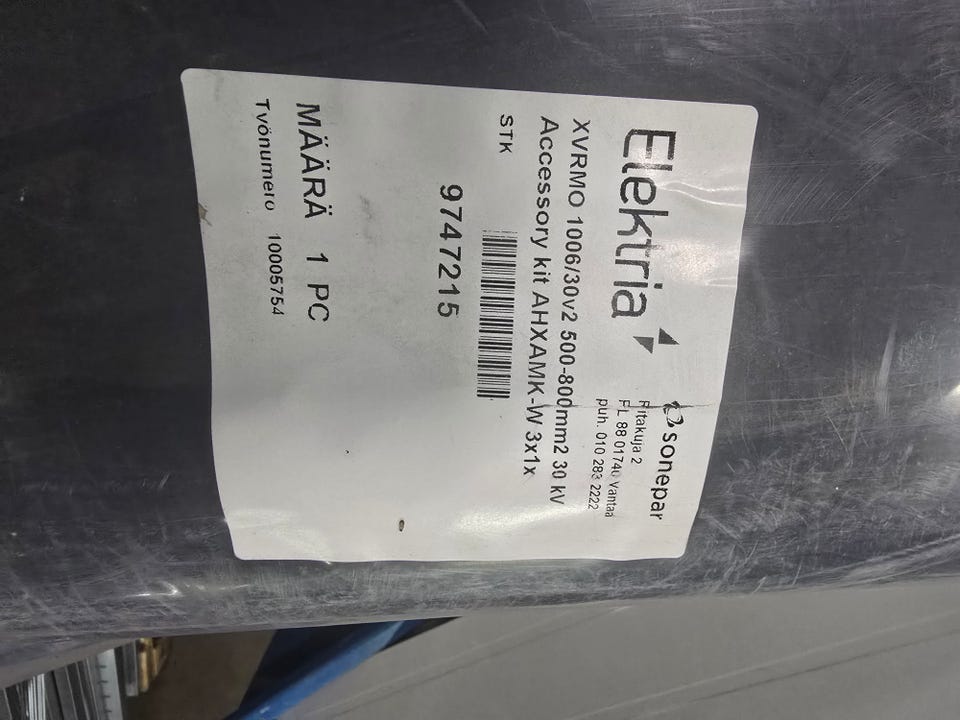 Elektria
sonepar
Ritakuja 2
PL 88 01740 Vantaa
puh. 010 283 2222
XVRMO 1006/30v2 500-800mm2 30 kV
Accessory kit AHXAMK-W 3x1x
STK
9747215
MÄÄRÄ 1 PC
Työnumero 10005754